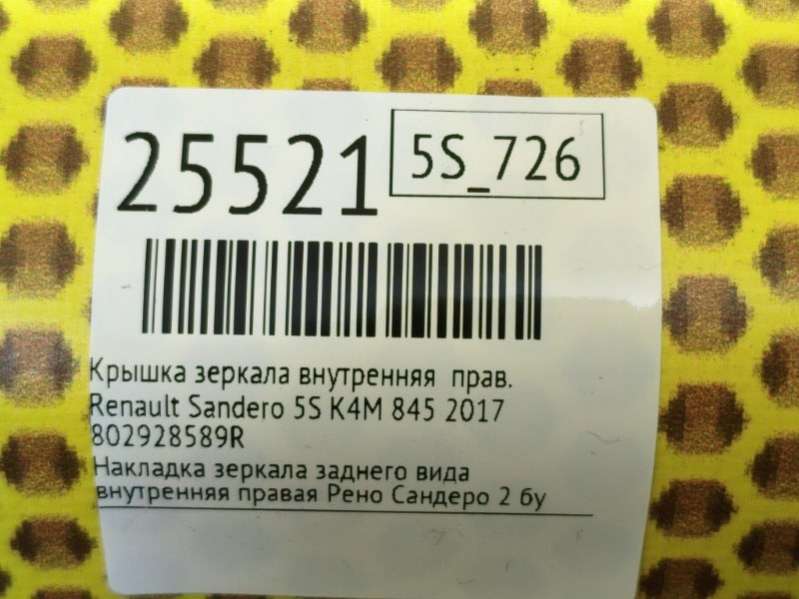 25521
5S_726
Крышка зеркала внутренняя прав.
Renault Sandero 5S K4M 845 2017
802928589R
Накладка зеркала заднего вида
внутренняя правая Рено Сандеро 2 бу